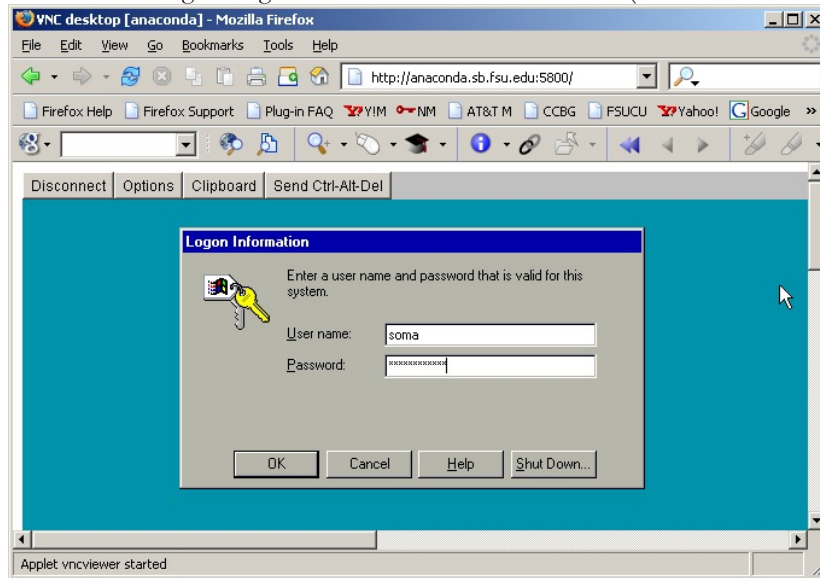 VNC desktop [anaconda] - Mozilla Firefox
File Edit View Go Bookmarks Tools Help
http://anaconda.sb.fsu.edu:5800/
Firefox Help Firefox Support Plug-in FAQ Y!M NM AT&T M CCBG FSUCU Yahoo! Google »
Disconnect Options Clipboard Send Ctrl-Alt-Del
Logon Information
Enter a user name and password that is valid for this
system.
User name: soma
Password: xxxxxxxxxxxx
OK Cancel Help Shut Down...
Applet vncviewer started